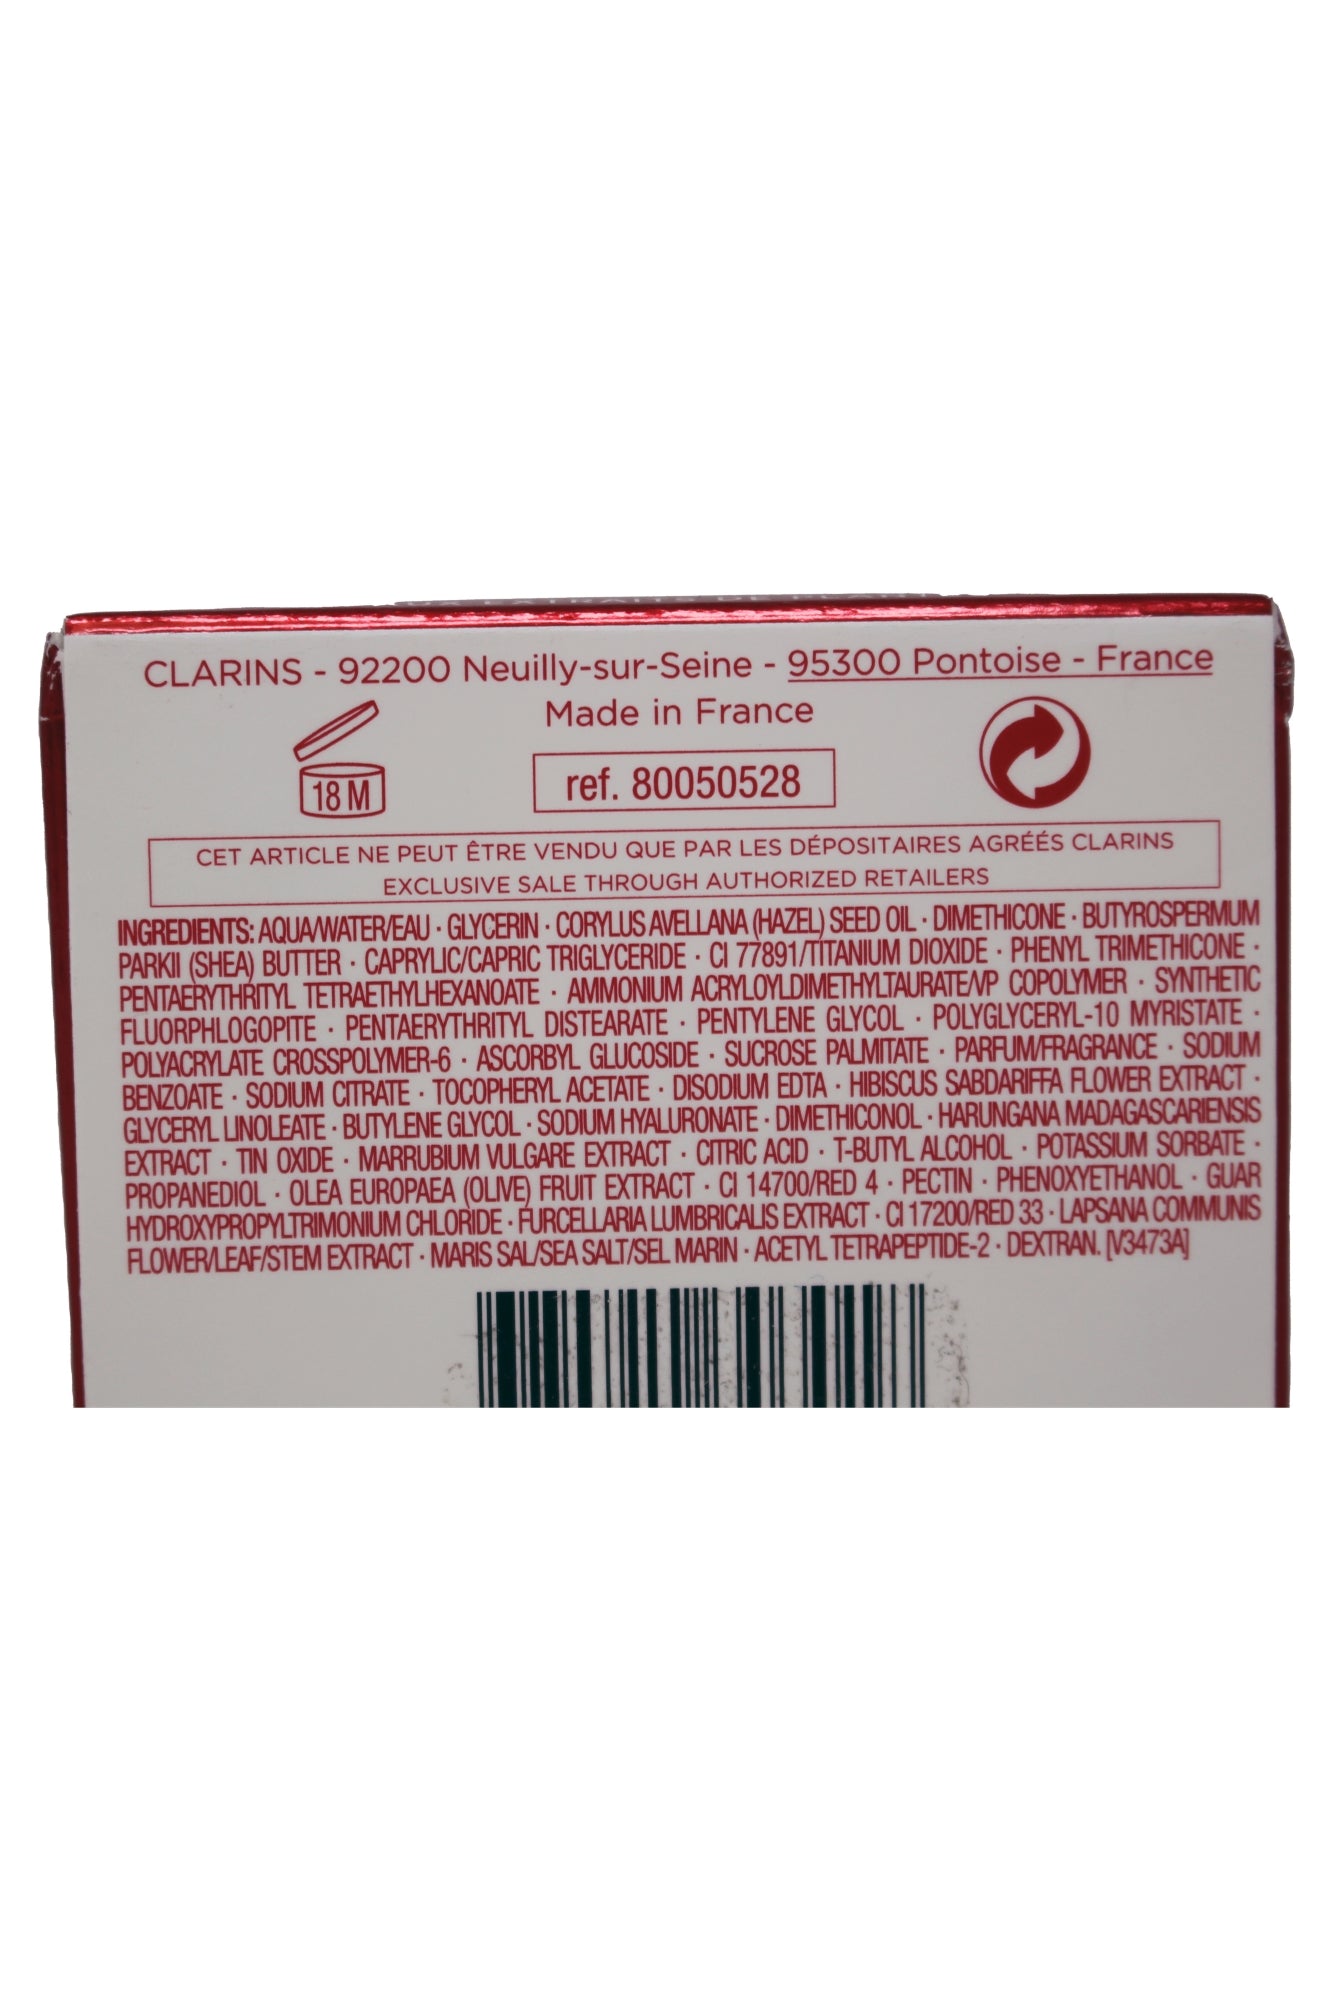 EXTRAITS DE PLAN
CLARINS - 92200 Neuilly-sur-Seine - 95300 Pontoise - France
Made in France
18 M
ref. 80050528
CET ARTICLE NE PEUT ÊTRE VENDU QUE PAR LES DÉPOSITAIRES AGRÉÉS CLARINS
EXCLUSIVE SALE THROUGH AUTHORIZED RETAILERS
INGREDIENTS: AQUA/WATER/EAU · GLYCERIN · CORYLUS AVELLANA (HAZEL) SEED OIL · DIMETHICONE · BUTYROSPERMUM
PARKII (SHEA) BUTTER · CAPRYLIC/CAPRIC TRIGLYCERIDE · CI 77891/TITANIUM DIOXIDE · PHENYL TRIMETHICONE ·
PENTAERYTHRITYL TETRAETHYLHEXANOATE · AMMONIUM ACRYLOYLDIMETHYLTAURATE/VP COPOLYMER · SYNTHETIC
FLUORPHLOGOPITE · PENTAERYTHRITYL DISTEARATE · PENTYLENE GLYCOL · POLYGLYCERYL-10 MYRISTATE ·
POLYACRYLATE CROSSPOLYMER-6 · ASCORBYL GLUCOSIDE · SUCROSE PALMITATE · PARFUM/FRAGRANCE · SODIUM
BENZOATE · SODIUM CITRATE · TOCOPHERYL ACETATE · DISODIUM EDTA · HIBISCUS SABDARIFFA FLOWER EXTRACT ·
GLYCERYL LINOLEATE · BUTYLENE GLYCOL · SODIUM HYALURONATE · DIMETHICONOL · HARUNGANA MADAGASCARIENSIS
EXTRACT · TIN OXIDE · MARRUBIUM VULGARE EXTRACT · CITRIC ACID · T-BUTYL ALCOHOL · POTASSIUM SORBATE ·
PROPANEDIOL · OLEA EUROPAEA (OLIVE) FRUIT EXTRACT · CI 14700/RED 4 · PECTIN · PHENOXYETHANOL · GUAR
HYDROXYPROPYLTRIMONIUM CHLORIDE · FURCELLARIA LUMBRICALIS EXTRACT · CI 17200/RED 33 · LAPSANA COMMUNIS
FLOWER/LEAF/STEM EXTRACT · MARIS SAL/SEA SALT/SEL MARIN · ACETYL TETRAPEPTIDE-2 · DEXTRAN. [V3473A]